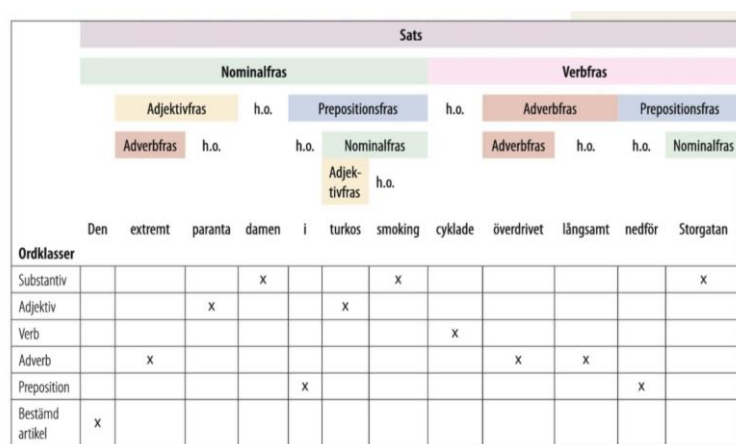 Sats
Nominalfras Verbfras
Adjektivfras h.o. Prepositionsfras h.o. Adverbfras Prepositionsfras
Adverbfras h.o. h.o. Nominalfras Adverbfras h.o. h.o. Nominalfras
Adjek-
tivfras h.o.
Den extremt paranta damen i turkos smoking cyklade överdrivet långsamt nedför Storgatan
Ordklasser
Substantiv x x x
Adjektiv x x
Verb x
Adverb x x x
Preposition x x
Bestämd
artikel x